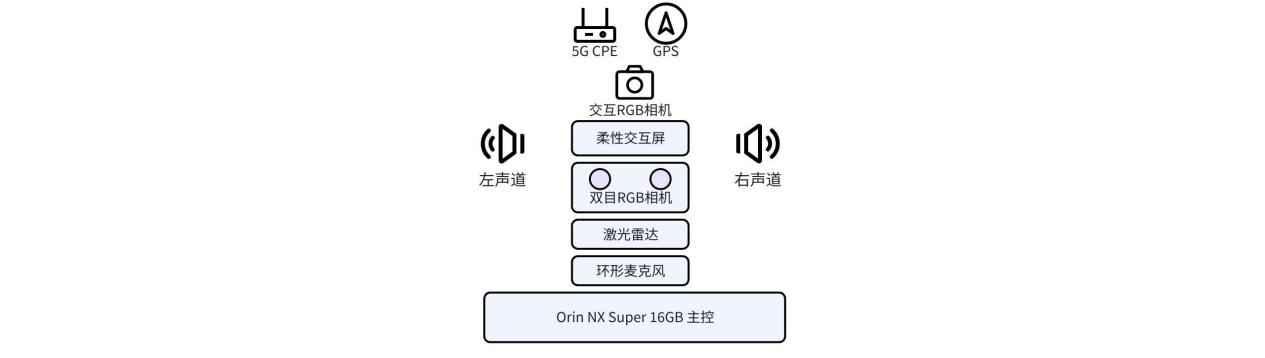 5G CPE
GPS
交互RGB相机
柔性交互屏
左声道
右声道
双目RGB相机
激光雷达
环形麦克风
Orin NX Super 16GB 主控